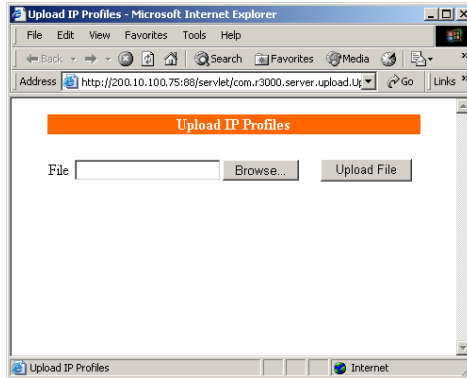 Upload IP Profiles - Microsoft Internet Explorer
File Edit View Favorites Tools Help
Back Search Favorites Media
Address http://200.10.100.75:88/servlet/com.r3000.server.upload.Up Go Links »
Upload IP Profiles
File Browse... Upload File
Upload IP Profiles Internet